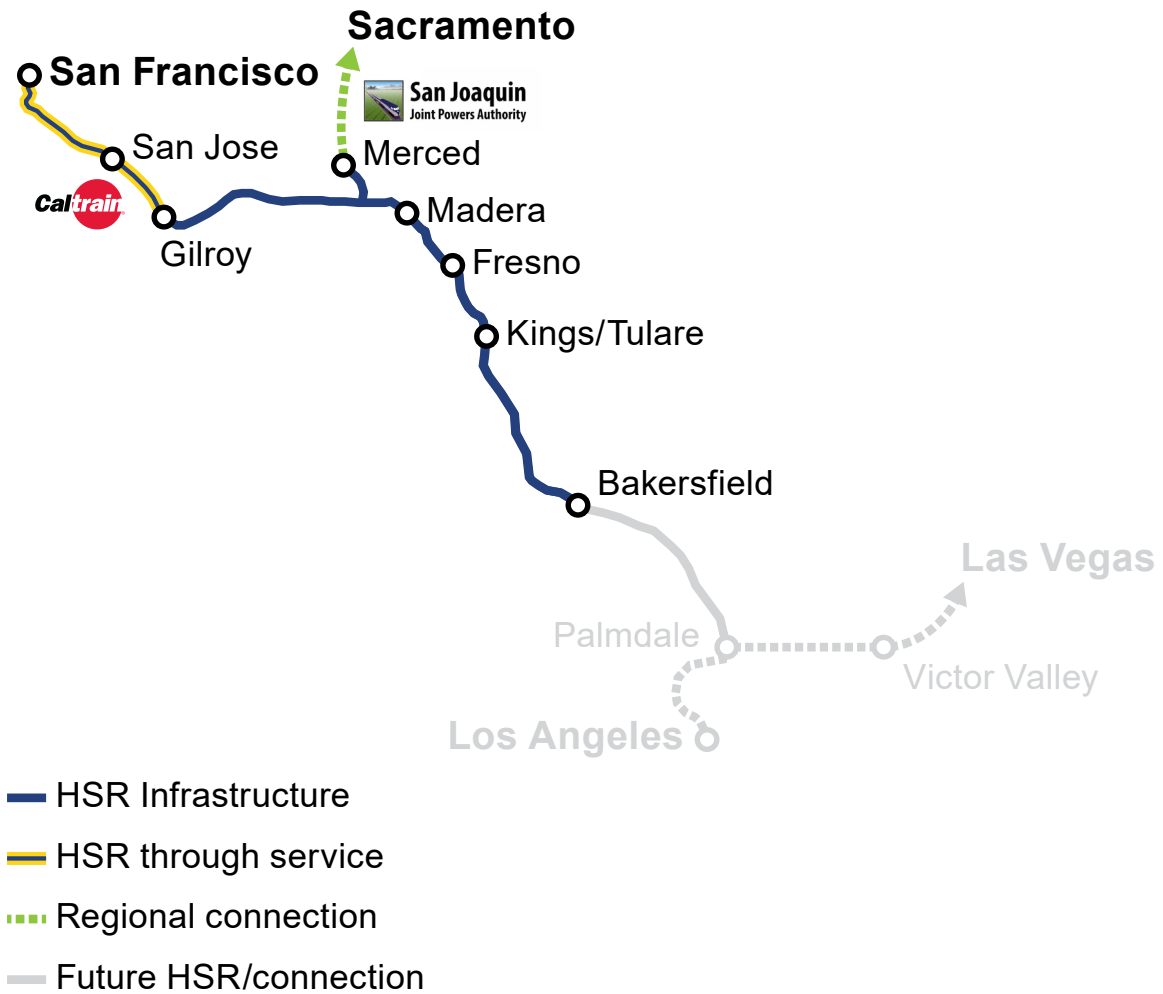 Sacramento
San Francisco
San Joaquin
Joint Powers Authority
San Jose
Merced
Caltrain
Madera
Gilroy
Fresno
Kings/Tulare
Bakersfield
Las Vegas
Palmdale
Victor Valley
Los Angeles
HSR Infrastructure
HSR through service
Regional connection
Future HSR/connection